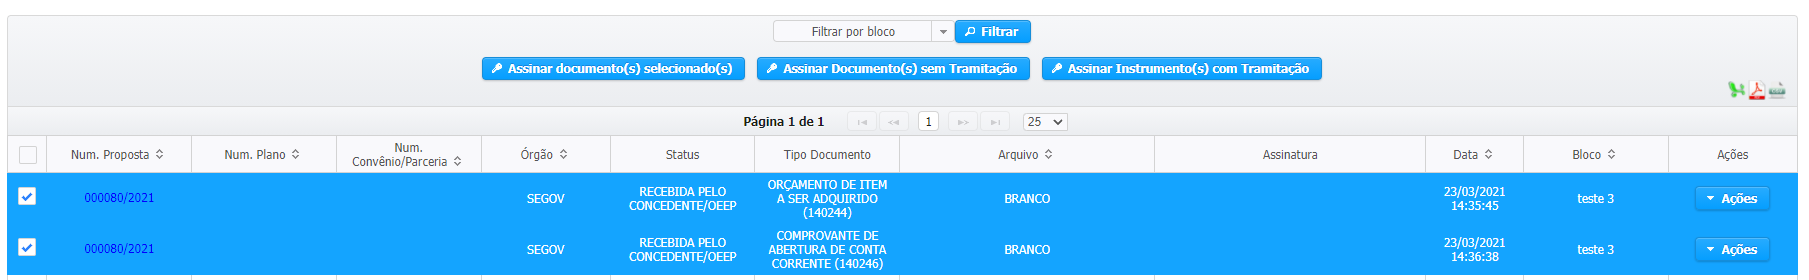 Filtrar por bloco Filtrar
Assinar documento(s) selecionado(s) Assinar Documento(s) sem Tramitação Assinar Instrumento(s) com Tramitação
Página 1 de 1 1 25
Num. Proposta Num. Plano Num. Convênio/Parceria Órgão Status Tipo Documento Arquivo Assinatura Data Bloco Ações
000080/2021 SEGOV RECEBIDA PELO CONCEDENTE/OEEP ORÇAMENTO DE ITEM A SER ADQUIRIDO (140244) BRANCO 23/03/2021 14:35:45 teste 3 Ações
000080/2021 SEGOV RECEBIDA PELO CONCEDENTE/OEEP COMPROVANTE DE ABERTURA DE CONTA CORRENTE (140246) BRANCO 23/03/2021 14:36:38 teste 3 Ações